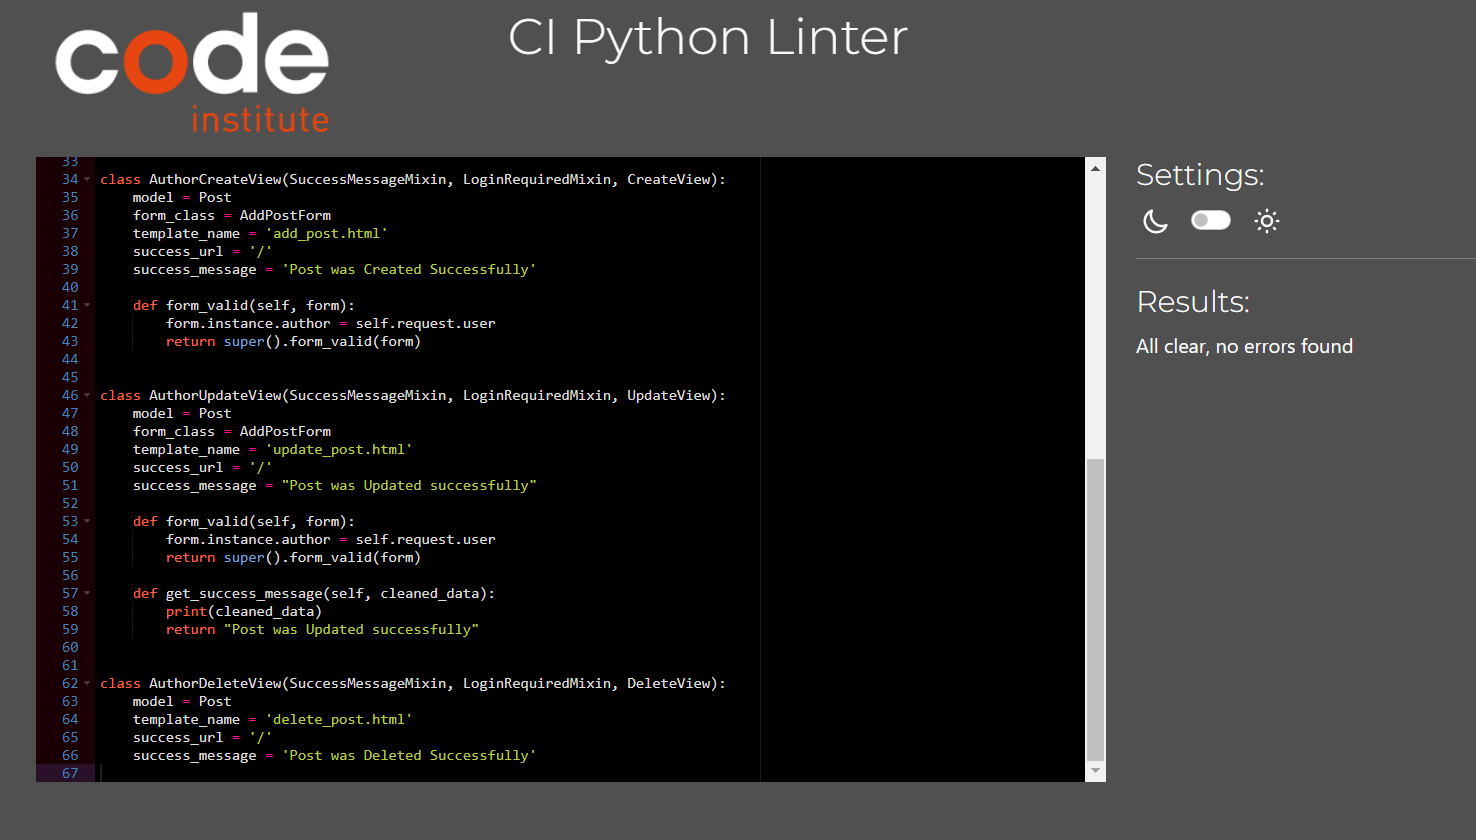 code
institute
CI Python Linter
33
34 class AuthorCreateView(SuccessMessageMixin, LoginRequiredMixin, CreateView):
35     model = Post
36     form_class = AddPostForm
37     template_name = 'add_post.html'
38     success_url = '/'
39     success_message = 'Post was Created Successfully'
40
41     def form_valid(self, form):
42         form.instance.author = self.request.user
43         return super().form_valid(form)
44
45
46 class AuthorUpdateView(SuccessMessageMixin, LoginRequiredMixin, UpdateView):
47     model = Post
48     form_class = AddPostForm
49     template_name = 'update_post.html'
50     success_url = '/'
51     success_message = "Post was Updated successfully"
52
53     def form_valid(self, form):
54         form.instance.author = self.request.user
55         return super().form_valid(form)
56
57     def get_success_message(self, cleaned_data):
58         print(cleaned_data)
59         return "Post was Updated successfully"
60
61
62 class AuthorDeleteView(SuccessMessageMixin, LoginRequiredMixin, DeleteView):
63     model = Post
64     template_name = 'delete_post.html'
65     success_url = '/'
66     success_message = 'Post was Deleted Successfully'
67
Settings:
Results:
All clear, no errors found